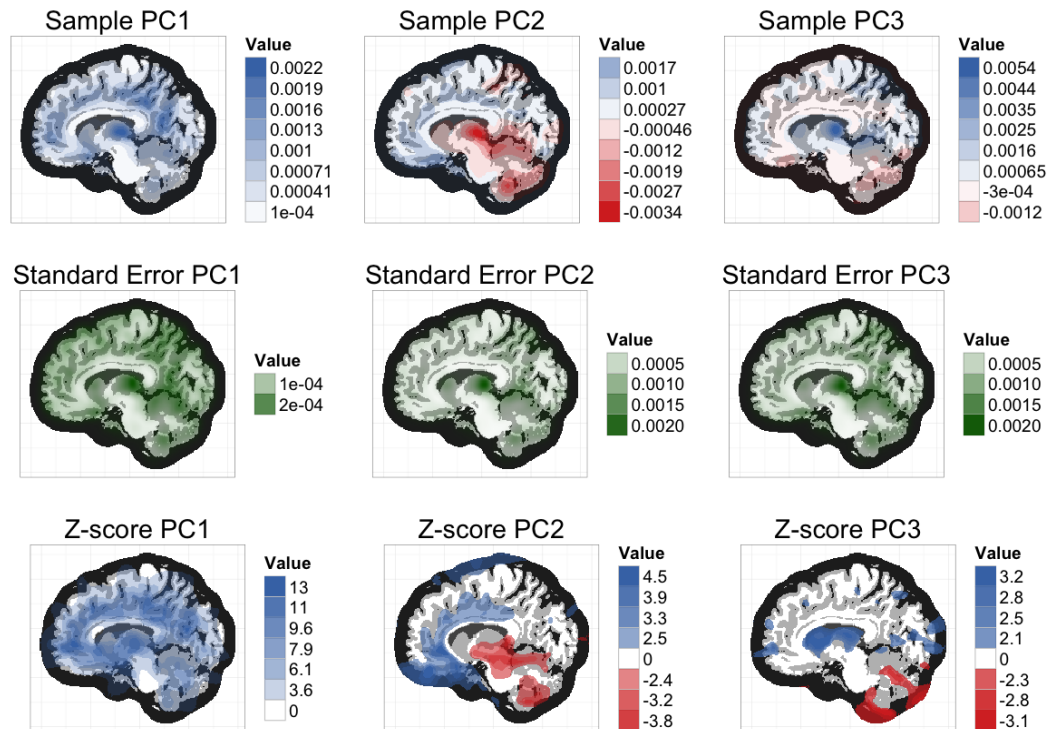 Sample PC1
Value
0.0022
0.0019
0.0016
0.0013
0.001
0.00071
0.00041
1e-04
Sample PC2
Value
0.0017
0.001
0.00027
-0.00046
-0.0012
-0.0019
-0.0027
-0.0034
Sample PC3
Value
0.0054
0.0044
0.0035
0.0025
0.0016
0.00065
-3e-04
-0.0012
Standard Error PC1
Value
1e-04
2e-04
Standard Error PC2
Value
0.0005
0.0010
0.0015
0.0020
Standard Error PC3
Value
0.0005
0.0010
0.0015
0.0020
Z-score PC1
Value
13
11
9.6
7.9
6.1
3.6
0
Z-score PC2
Value
4.5
3.9
3.3
2.5
0
-2.4
-3.2
-3.8
Z-score PC3
Value
3.2
2.8
2.5
2.1
0
-2.3
-2.8
-3.1